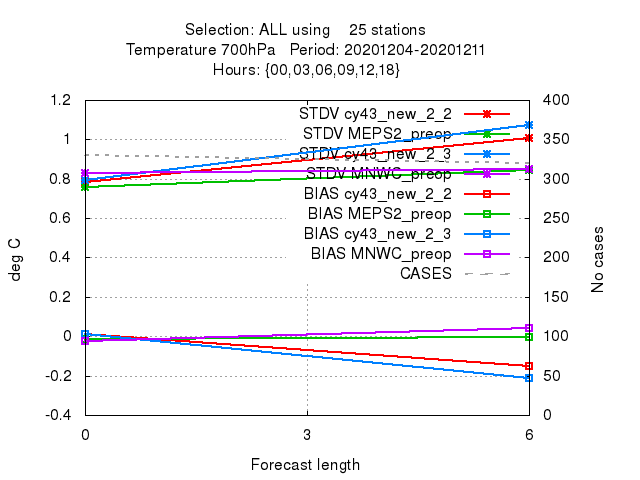 Selection: ALL using 25 stations
Temperature 700hPa Period: 20201204-20201211
Hours: {00,03,06,09,12,18}
1.2
1
0.8
0.6
0.4
0.2
0
-0.2
-0.4
deg C
STDV cy43_new_2_2
STDV MEPS2_preop
STDV cy43_new_2_3
STDV MNWC_preop
BIAS cy43_new_2_2
BIAS MEPS2_preop
BIAS cy43_new_2_3
BIAS MNWC_preop
CASES
400
350
300
250
200
150
100
50
0
No cases
0 3 6
Forecast length